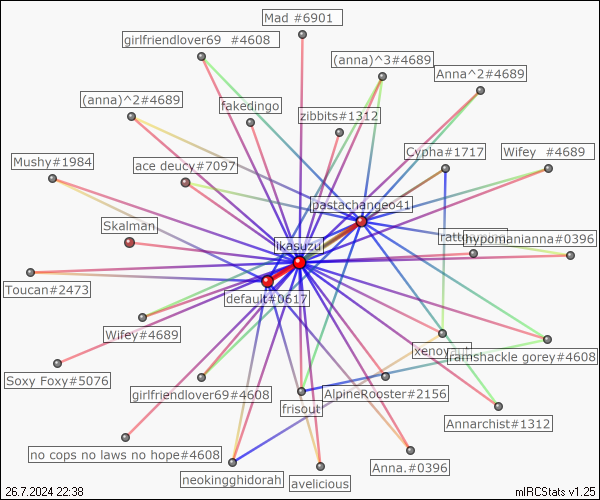 Mad #6901
girlfriendlover69 #4608
(anna)^3#4689
Anna^2#4689
(anna)^2#4689
fakedingo
zibbits#1312
Mushy#1984
ace deucy#7097
Cypha#1717
Wifey #4689
pastachangeo41
Skalman
ikasuzu
hypomanianna#0396
Toucan#2473
default#0617
Wifey#4689
xenoyaut
ramshackle gorey#4608
Soxy Foxy#5076
girlfriendlover69#4608
AlpineRooster#2156
frisout
Annarchist#1312
no cops no laws no hope#4608
neokingghidorah
avelicious
Anna.#0396
26.7.2024 22:38
mIRCStats v1.25